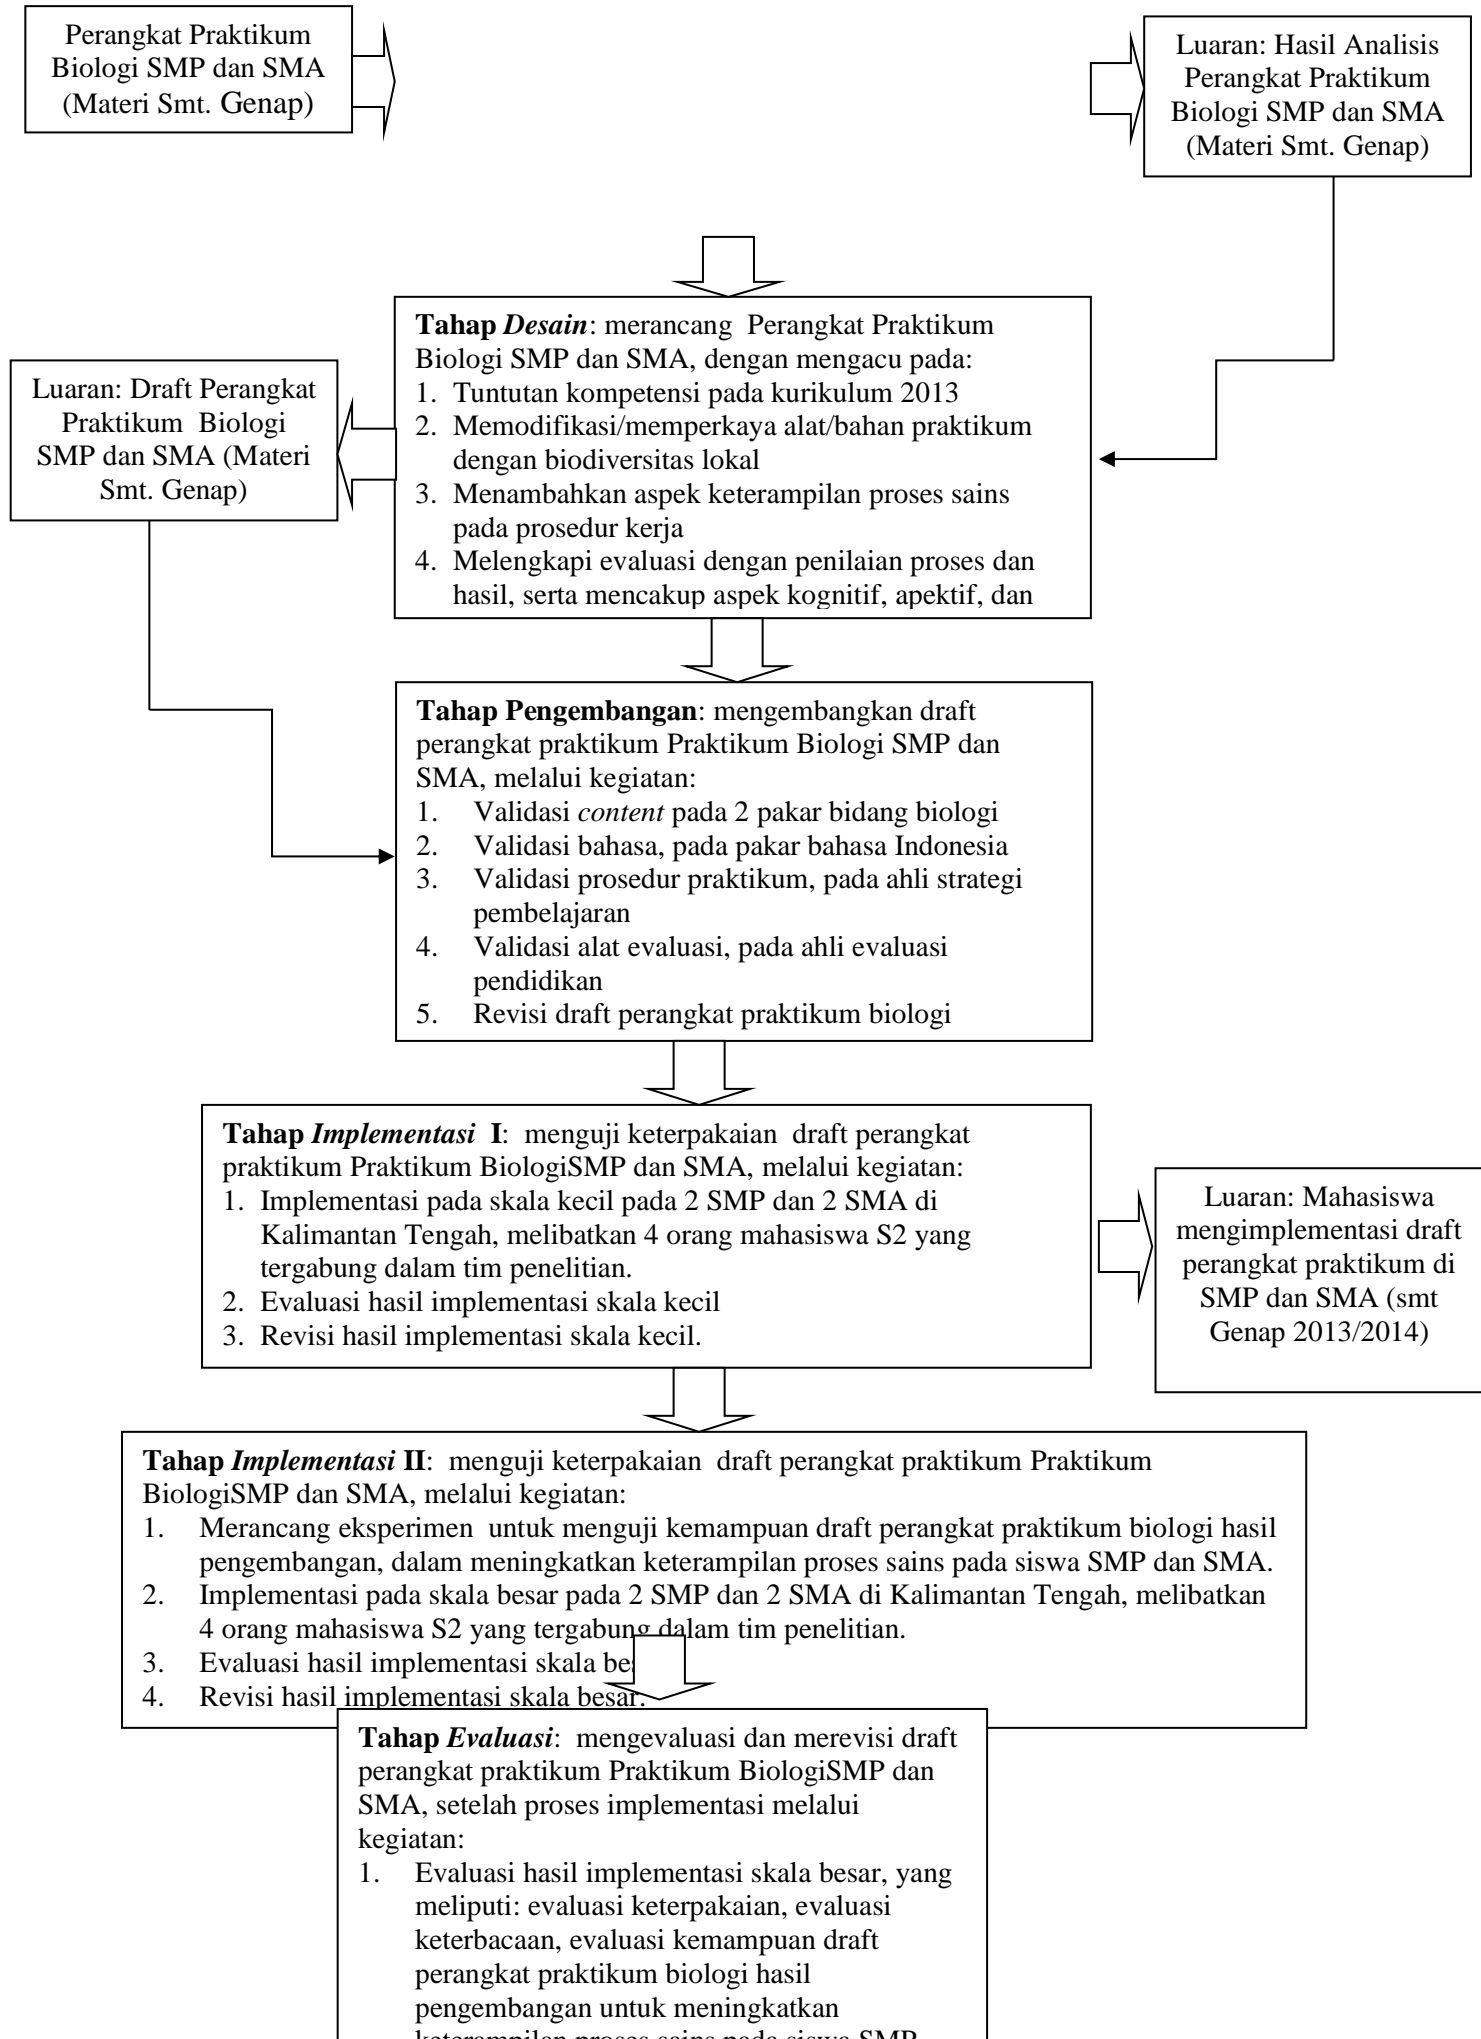 Perangkat Praktikum
Biologi SMP dan SMA
(Materi Smt. Genap)
Luaran: Hasil Analisis
Perangkat Praktikum
Biologi SMP dan SMA
(Materi Smt. Genap)
Tahap Desain: merancang  Perangkat Praktikum
Biologi SMP dan SMA, dengan mengacu pada:
1. Tuntutan kompetensi pada kurikulum 2013
2. Memodifikasi/memperkaya alat/bahan praktikum
dengan biodiversitas lokal
3. Menambahkan aspek keterampilan proses sains
pada prosedur kerja
4. Melengkapi evaluasi dengan penilaian proses dan
hasil, serta mencakup aspek kognitif, apektif, dan
Luaran: Draft Perangkat
Praktikum  Biologi
SMP dan SMA (Materi
Smt. Genap)
Tahap Pengembangan: mengembangkan draft
perangkat praktikum Praktikum Biologi SMP dan
SMA, melalui kegiatan:
1. Validasi content pada 2 pakar bidang biologi
2. Validasi bahasa, pada pakar bahasa Indonesia
3. Validasi prosedur praktikum, pada ahli strategi
pembelajaran
4. Validasi alat evaluasi, pada ahli evaluasi
pendidikan
5. Revisi draft perangkat praktikum biologi
Tahap Implementasi  I:  menguji keterpakaian  draft perangkat
praktikum Praktikum BiologiSMP dan SMA, melalui kegiatan:
1. Implementasi pada skala kecil pada 2 SMP dan 2 SMA di
Kalimantan Tengah, melibatkan 4 orang mahasiswa S2 yang
tergabung dalam tim penelitian.
2. Evaluasi hasil implementasi skala kecil
3. Revisi hasil implementasi skala kecil.
Luaran: Mahasiswa
mengimplementasi draft
perangkat praktikum di
SMP dan SMA (smt
Genap 2013/2014)
Tahap Implementasi II:  menguji keterpakaian  draft perangkat praktikum Praktikum
BiologiSMP dan SMA, melalui kegiatan:
1. Merancang eksperimen  untuk menguji kemampuan draft perangkat praktikum biologi hasil
pengembangan, dalam meningkatkan keterampilan proses sains pada siswa SMP dan SMA.
2. Implementasi pada skala besar pada 2 SMP dan 2 SMA di Kalimantan Tengah, melibatkan
4 orang mahasiswa S2 yang tergabung dalam tim penelitian.
3. Evaluasi hasil implementasi skala
4. Revisi hasil implementasi skala besar.
Tahap Evaluasi:  mengevaluasi dan merevisi draft
perangkat praktikum Praktikum BiologiSMP dan
SMA, setelah proses implementasi melalui
kegiatan:
1. Evaluasi hasil implementasi skala besar, yang
meliputi: evaluasi keterpakaian, evaluasi
keterbacaan, evaluasi kemampuan draft
perangkat praktikum biologi hasil
pengembangan untuk meningkatkan
keterampilan proses sains pada siswa SMP